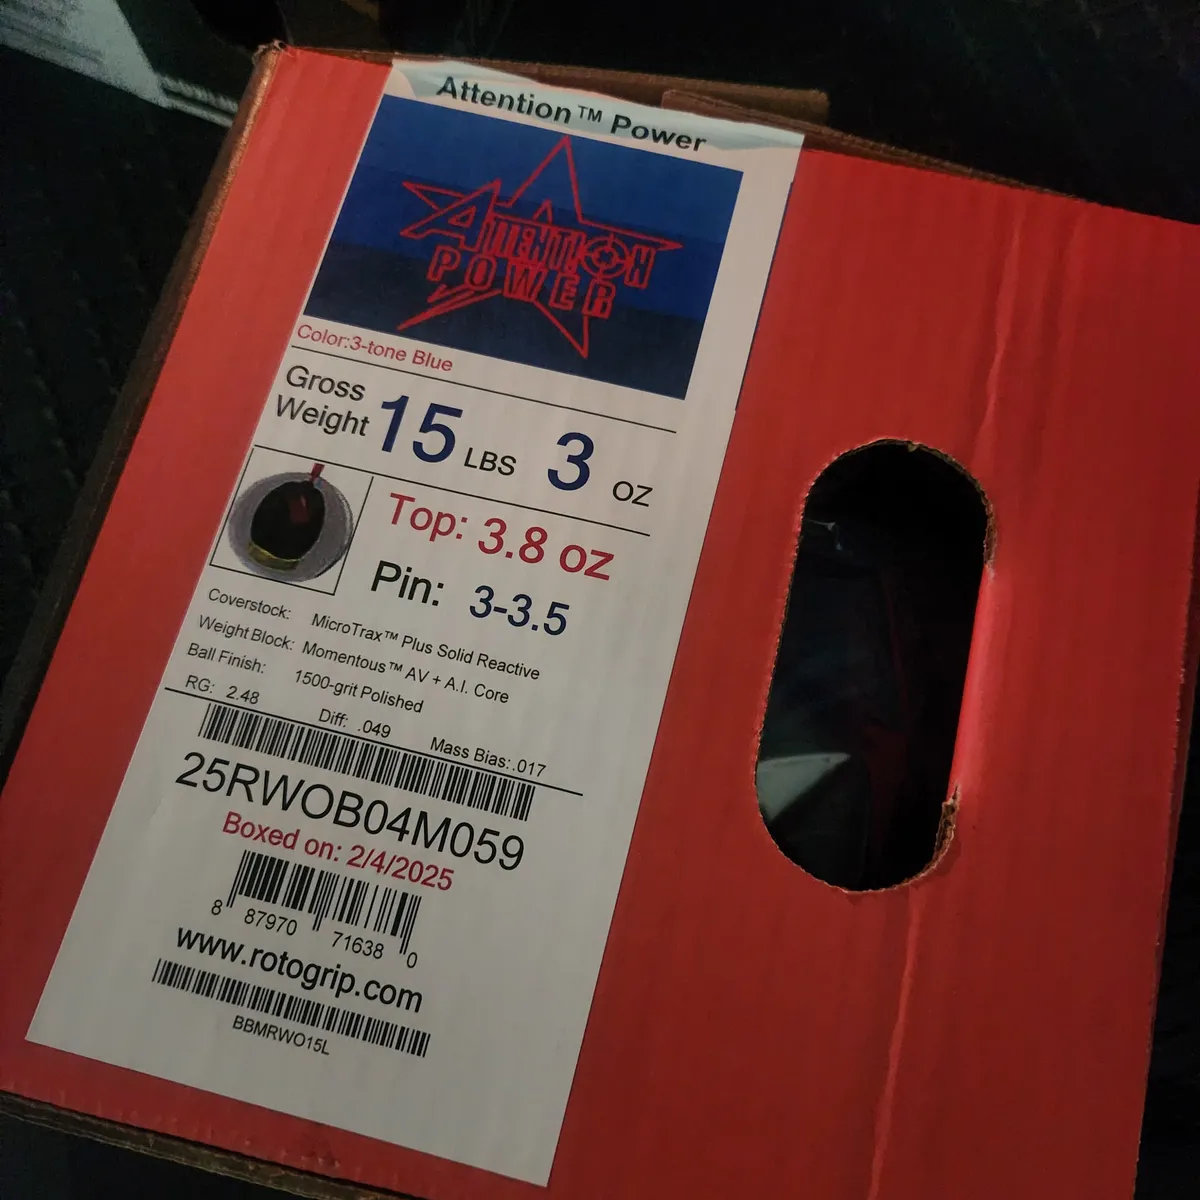 Attention™ Power
ATTENTION
POWER
Color:3-tone Blue
Gross
Weight 15 LBS 3 OZ
Top: 3.8 oz
Pin: 3-3.5
Coverstock: MicroTrax™ Plus Solid Reactive
Weight Block: Momentous™ AV + A.I. Core
Ball Finish: 1500-grit Polished
RG: 2.48 Diff: .049 Mass Bias:.017
25RWOB04M059
Boxed on: 2/4/2025
8 87970 71638 0
www.rotogrip.com
BBMRWO15L